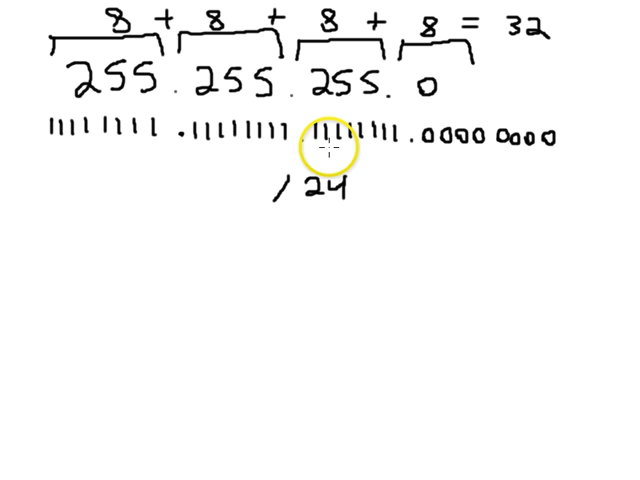 8 + 8 + 8 + 8 = 32
255.255.255.0
11111111.11111111.11111111.00000000
/24